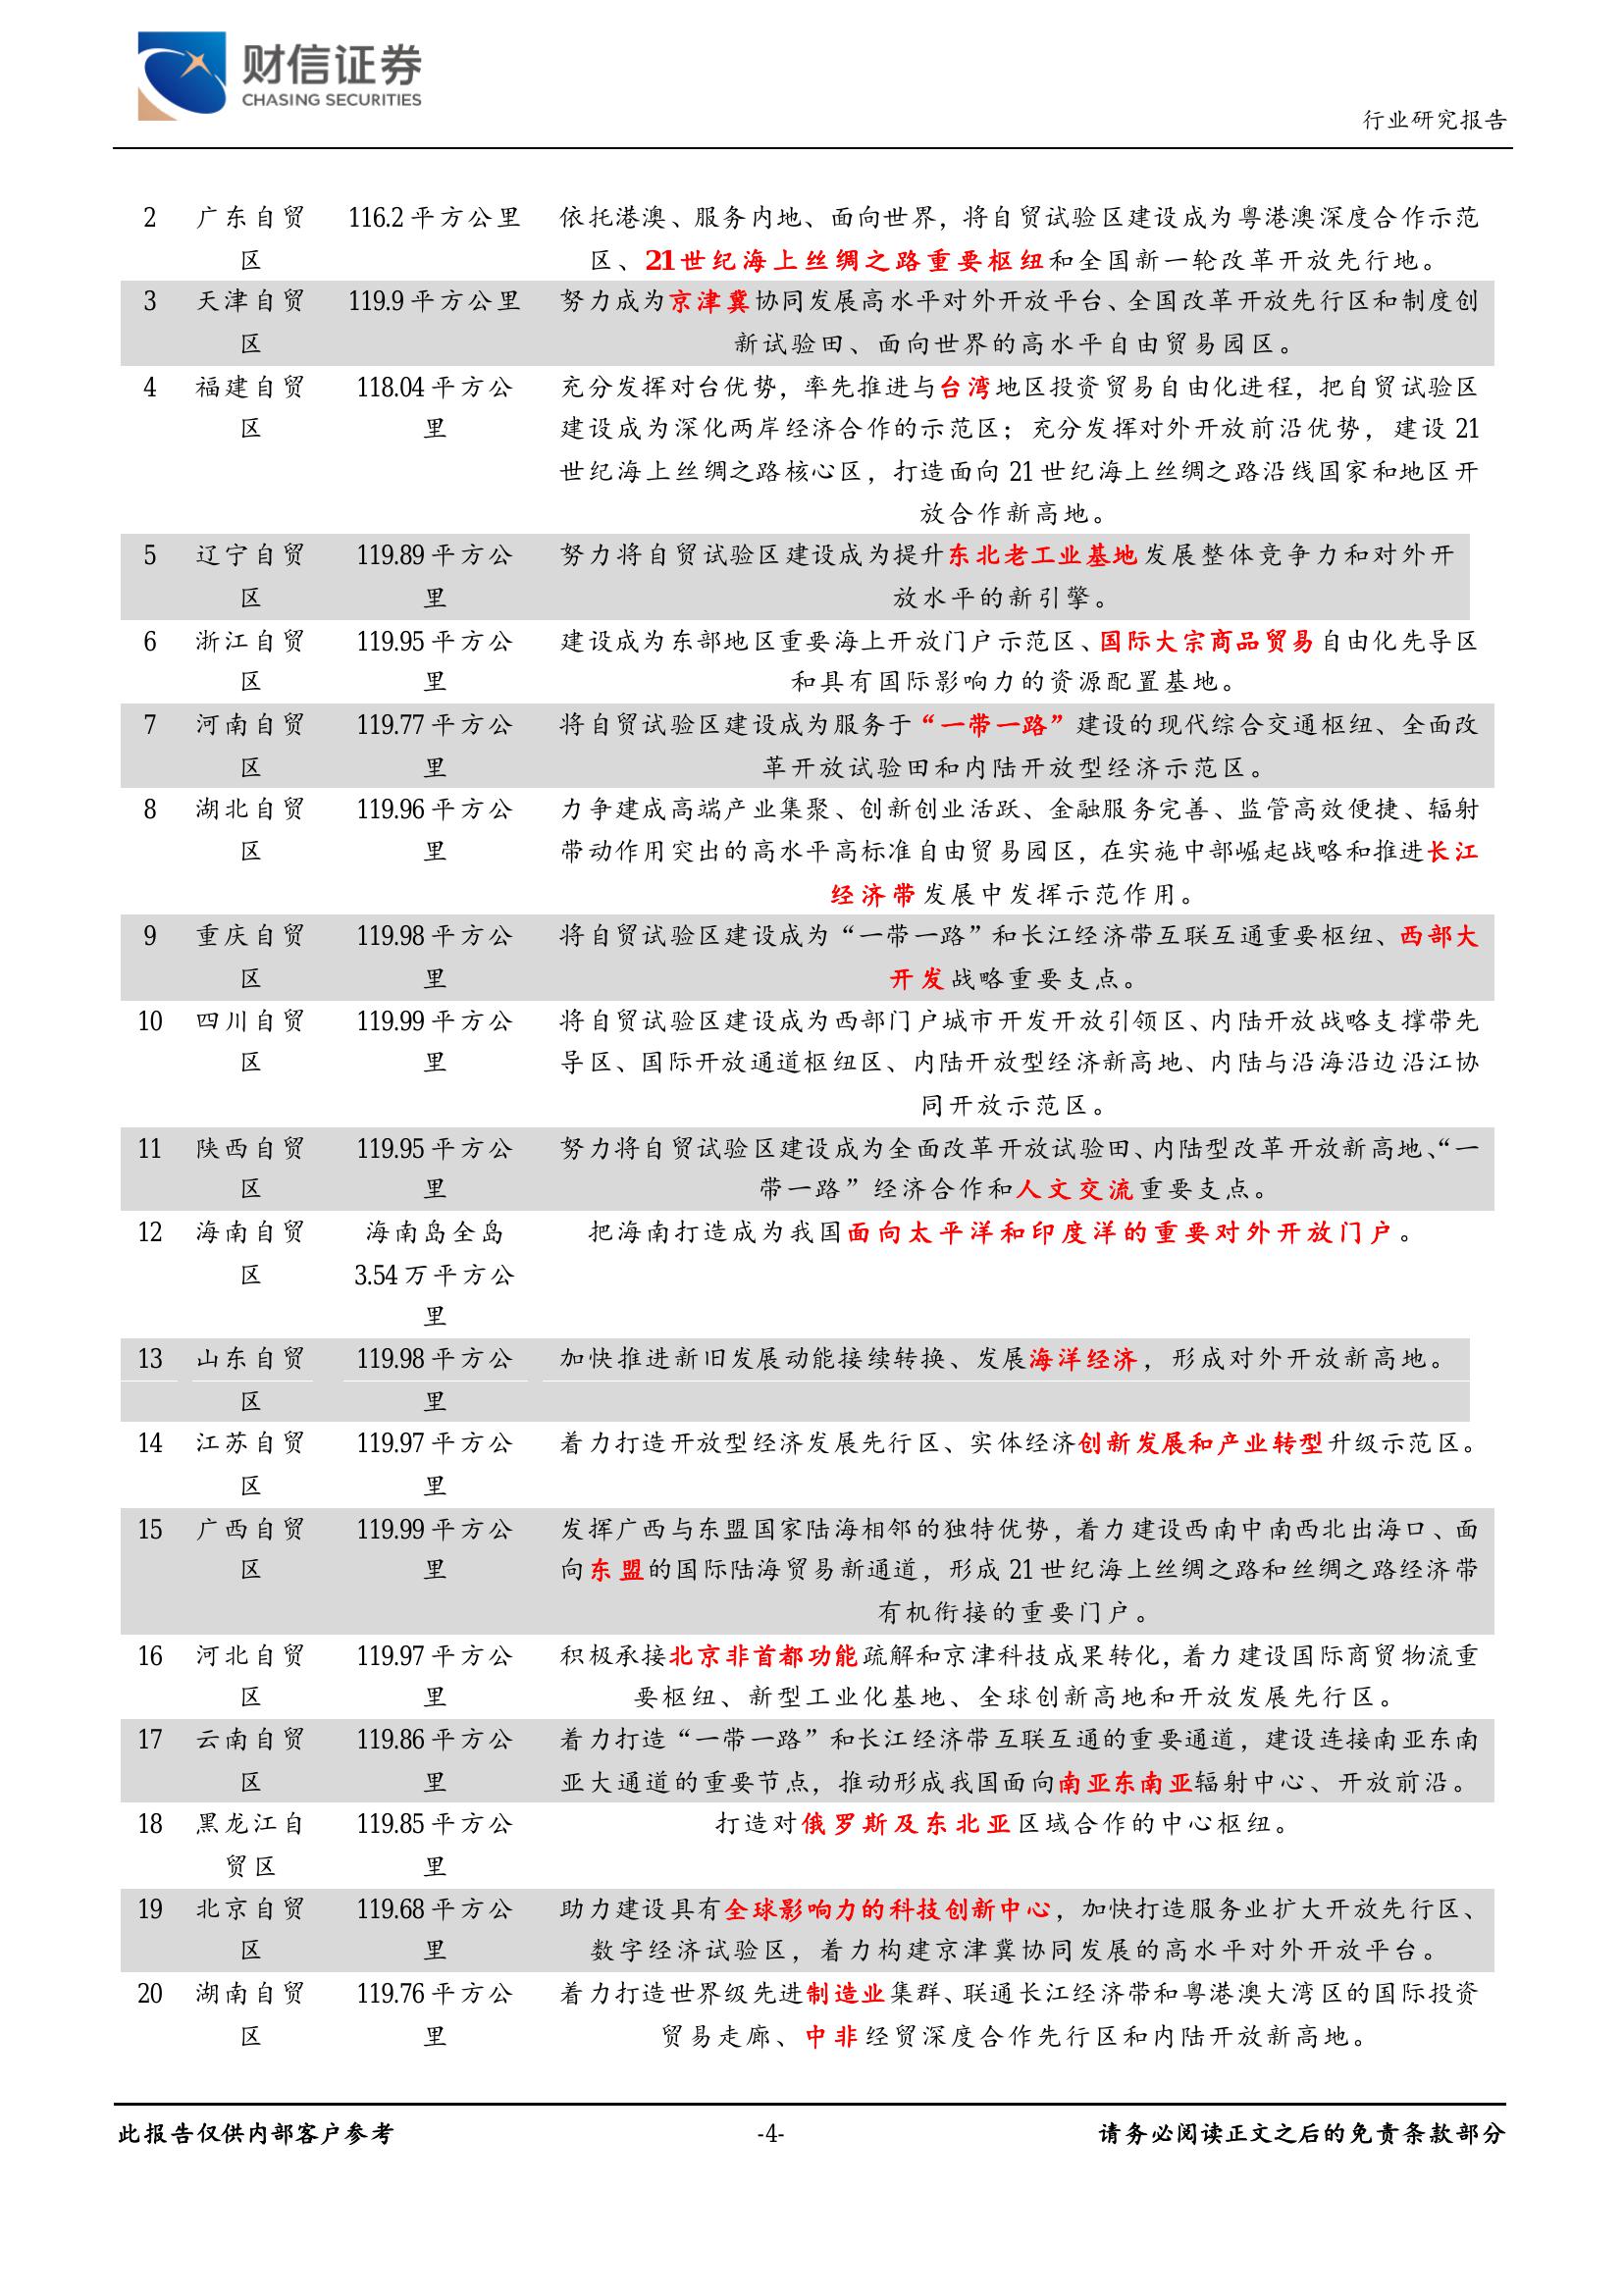 财信证券
CHASING SECURITIES
行业研究报告
2 广东自贸 116.2 平方公里 依托港澳、服务内地、面向世界，将自贸试验区建设成为粤港澳深度合作示范
区 区、21世纪海上丝绸之路重要枢纽和全国新一轮改革开放先行地。
3 天津自贸 119.9 平方公里 努力成为京津冀协同发展高水平对外开放平台、全国改革开放先行区和制度创
区 新试验田、面向世界的高水平自由贸易园区。
4 福建自贸 118.04 平方公 充分发挥对台优势，率先推进与台湾地区投资贸易自由化进程，把自贸试验区
区 里 建设成为深化两岸经济合作的示范区；充分发挥对外开放前沿优势，建设 21
世纪海上丝绸之路核心区，打造面向 21 世纪海上丝绸之路沿线国家和地区开
放合作新高地。
5 辽宁自贸 119.89 平方公 努力将自贸试验区建设成为提升东北老工业基地发展整体竞争力和对外开
区 里 放水平的新引擎。
6 浙江自贸 119.95 平方公 建设成为东部地区重要海上开放门户示范区、国际大宗商品贸易自由化先导区
区 里 和具有国际影响力的资源配置基地。
7 河南自贸 119.77 平方公 将自贸试验区建设成为服务于“一带一路”建设的现代综合交通枢纽、全面改
区 里 革开放试验田和内陆开放型经济示范区。
8 湖北自贸 119.96 平方公 力争建成高端产业集聚、创新创业活跃、金融服务完善、监管高效便捷、辐射
区 里 带动作用突出的高水平高标准自由贸易园区，在实施中部崛起战略和推进长江
经济带发展中发挥示范作用。
9 重庆自贸 119.98 平方公 将自贸试验区建设成为“一带一路”和长江经济带互联互通重要枢纽、西部大
区 里 开发战略重要支点。
10 四川自贸 119.99 平方公 将自贸试验区建设成为西部门户城市开发开放引领区、内陆开放战略支撑带先
区 里 导区、国际开放通道枢纽区、内陆开放型经济新高地、内陆与沿海沿边沿江协
同开放示范区。
11 陕西自贸 119.95 平方公 努力将自贸试验区建设成为全面改革开放试验田、内陆型改革开放新高地、“一
区 里 带一路”经济合作和人文交流重要支点。
12 海南自贸 海南岛全岛 把海南打造成为我国面向太平洋和印度洋的重要对外开放门户。
区 3.54 万平方公
里
13 山东自贸 119.98 平方公 加快推进新旧发展动能接续转换、发展海洋经济，形成对外开放新高地。
区 里
14 江苏自贸 119.97 平方公 着力打造开放型经济发展先行区、实体经济创新发展和产业转型升级示范区。
区 里
15 广西自贸 119.99 平方公 发挥广西与东盟国家陆海相邻的独特优势，着力建设西南中南西北出海口、面
区 里 向东盟的国际陆海贸易新通道，形成 21 世纪海上丝绸之路和丝绸之路经济带
有机衔接的重要门户。
16 河北自贸 119.97 平方公 积极承接北京非首都功能疏解和京津科技成果转化，着力建设国际商贸物流重
区 里 要枢纽、新型工业化基地、全球创新高地和开放发展先行区。
17 云南自贸 119.86 平方公 着力打造“一带一路”和长江经济带互联互通的重要通道，建设连接南亚东南
区 里 亚大通道的重要节点，推动形成我国面向南亚东南亚辐射中心、开放前沿。
18 黑龙江自 119.85 平方公 打造对俄罗斯及东北亚区域合作的中心枢纽。
贸区 里
19 北京自贸 119.68 平方公 助力建设具有全球影响力的科技创新中心，加快打造服务业扩大开放先行区、
区 里 数字经济试验区，着力构建京津冀协同发展的高水平对外开放平台。
20 湖南自贸 119.76 平方公 着力打造世界级先进制造业集群、联通长江经济带和粤港澳大湾区的国际投资
区 里 贸易走廊、中非经贸深度合作先行区和内陆开放新高地。
此报告仅供内部客户参考 -4- 请务必阅读正文之后的免责条款部分